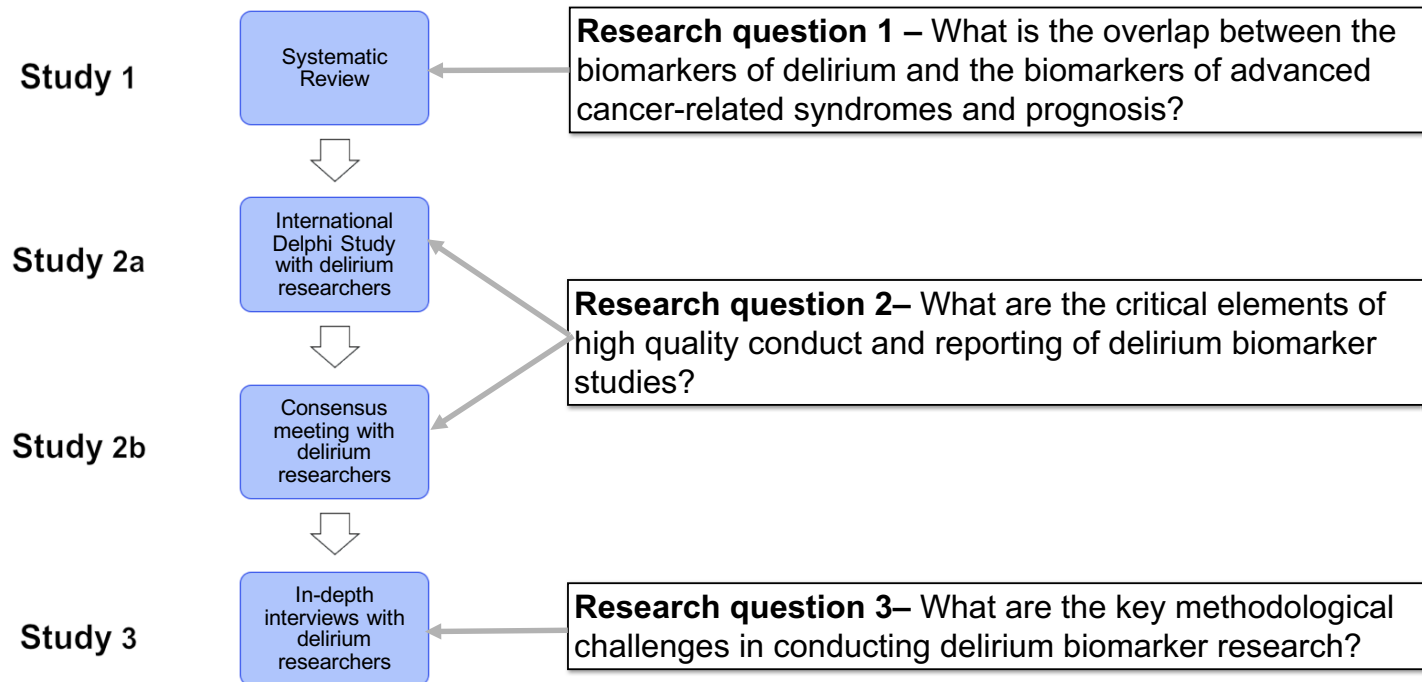 Study 1
Systematic
Review
Research question 1 – What is the overlap between the
biomarkers of delirium and the biomarkers of advanced
cancer-related syndromes and prognosis?
Study 2a
International
Delphi Study
with delirium
researchers
Research question 2– What are the critical elements of
high quality conduct and reporting of delirium biomarker
studies?
Study 2b
Consensus
meeting with
delirium
researchers
Study 3
In-depth
interviews with
delirium
researchers
Research question 3– What are the key methodological
challenges in conducting delirium biomarker research?